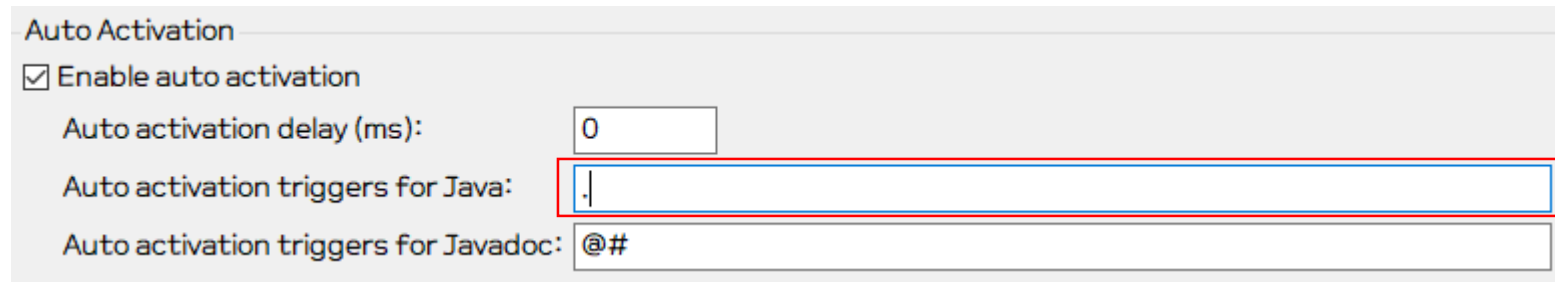 Auto Activation
Enable auto activation
Auto activation delay (ms): 0
Auto activation triggers for Java: .
Auto activation triggers for Javadoc: @#